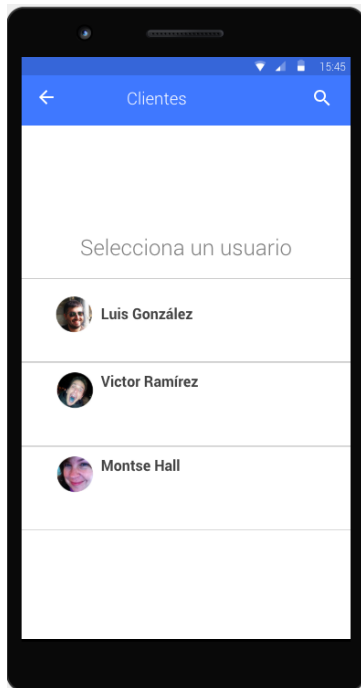 15:45
Clientes
Selecciona un usuario
Luis González
Victor Ramírez
Montse Hall